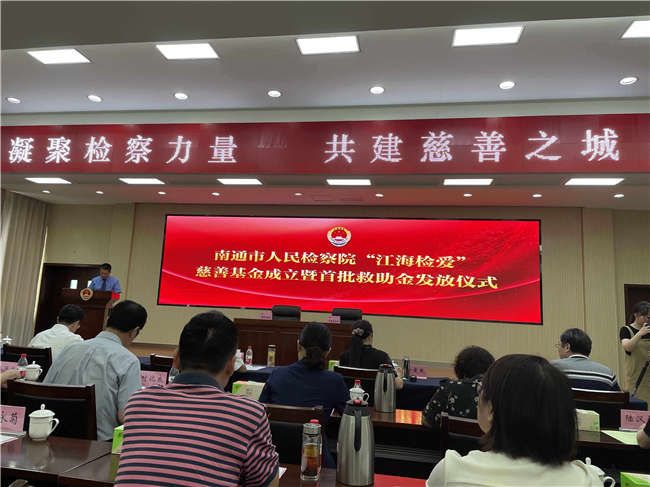 凝聚检察力量 共建慈善之城
南通市人民检察院“江海检爱”
慈善基金成立暨首批救助金发放仪式